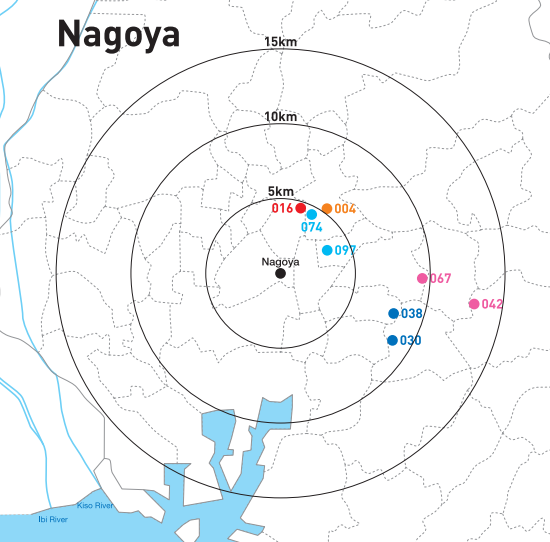 Nagoya
15km
10km
5km
016
004
074
097
Nagoya
067
042
038
030
Kiso River
Ibi River